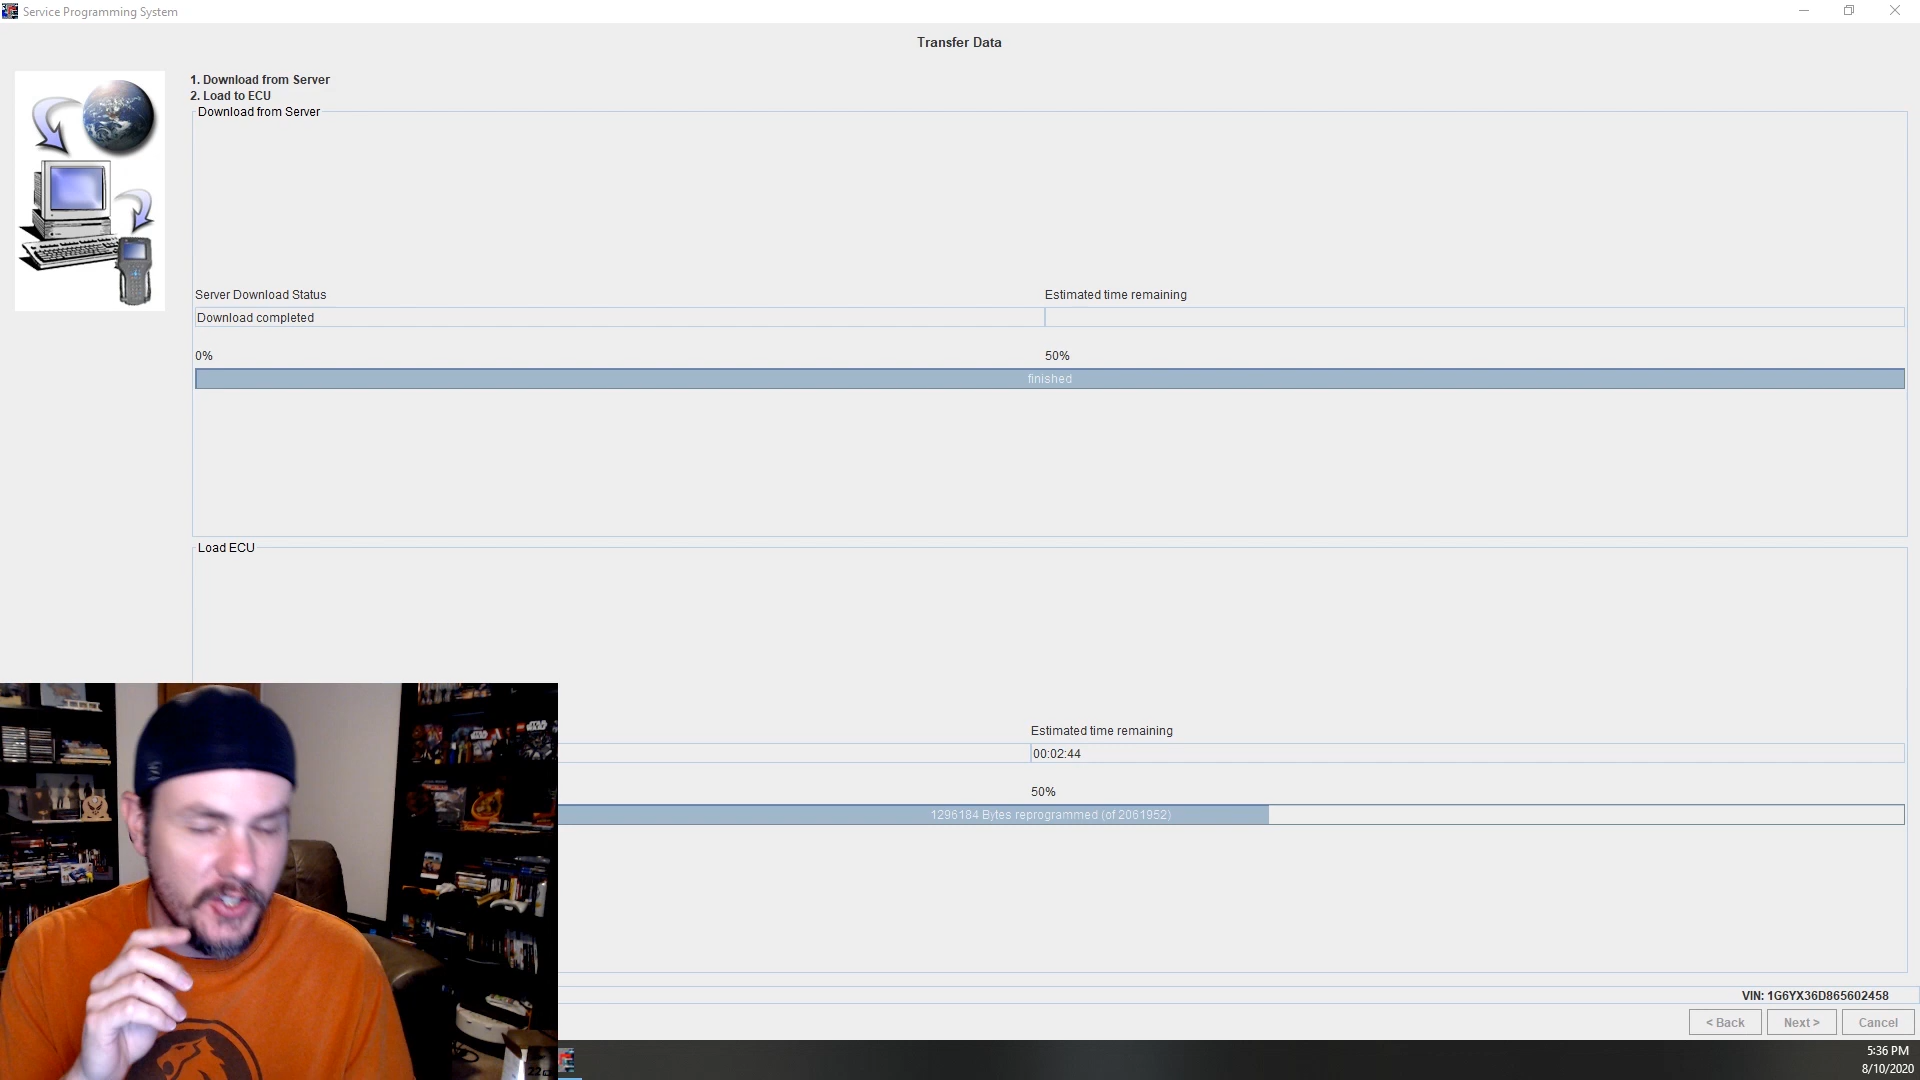 Service Programming System
Transfer Data
1. Download from Server
2. Load to ECU
Download from Server
Server Download Status
Estimated time remaining
Download completed
0%
50%
finished
Load ECU
Estimated time remaining
00:02:44
50%
1296184 Bytes reprogrammed (of 2061952)
VIN: 1G6YX36D865602458
< Back
Next >
Cancel
5:36 PM
8/10/2020
STAR
WARS